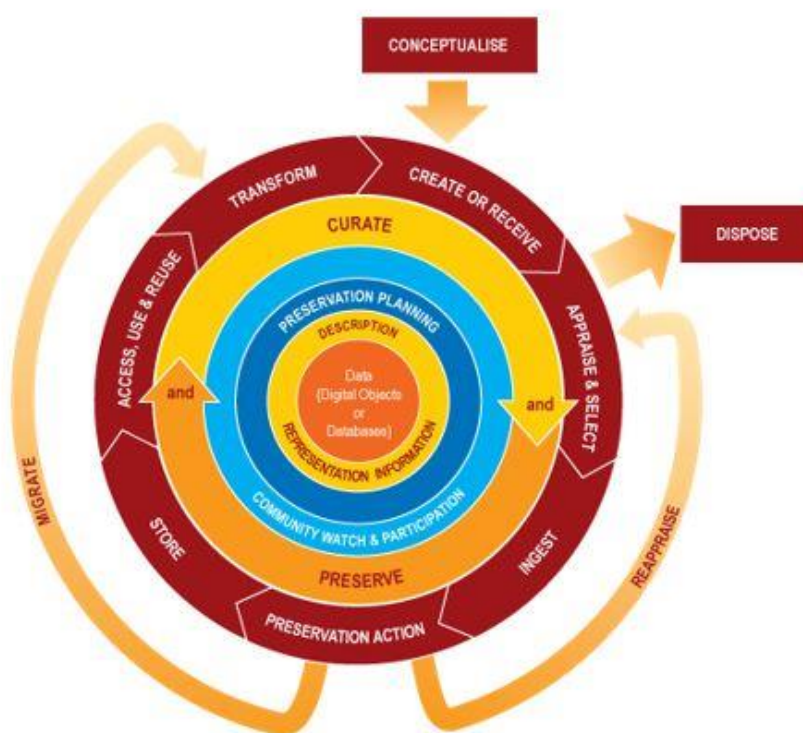 CONCEPTUALISE
TRANSFORM
CREATE OR RECEIVE
DISPOSE
CURATE
ACCESS, USE & REUSE
APPRAISE & SELECT
PRESERVATION PLANNING
DESCRIPTION
Data
(Digital Objects
or
Databases)
and
and
REPRESENTATION INFORMATION
COMMUNITY WATCH & PARTICIPATION
MIGRATE
STORE
INGEST
REAPPRAISE
PRESERVE
PRESERVATION ACTION